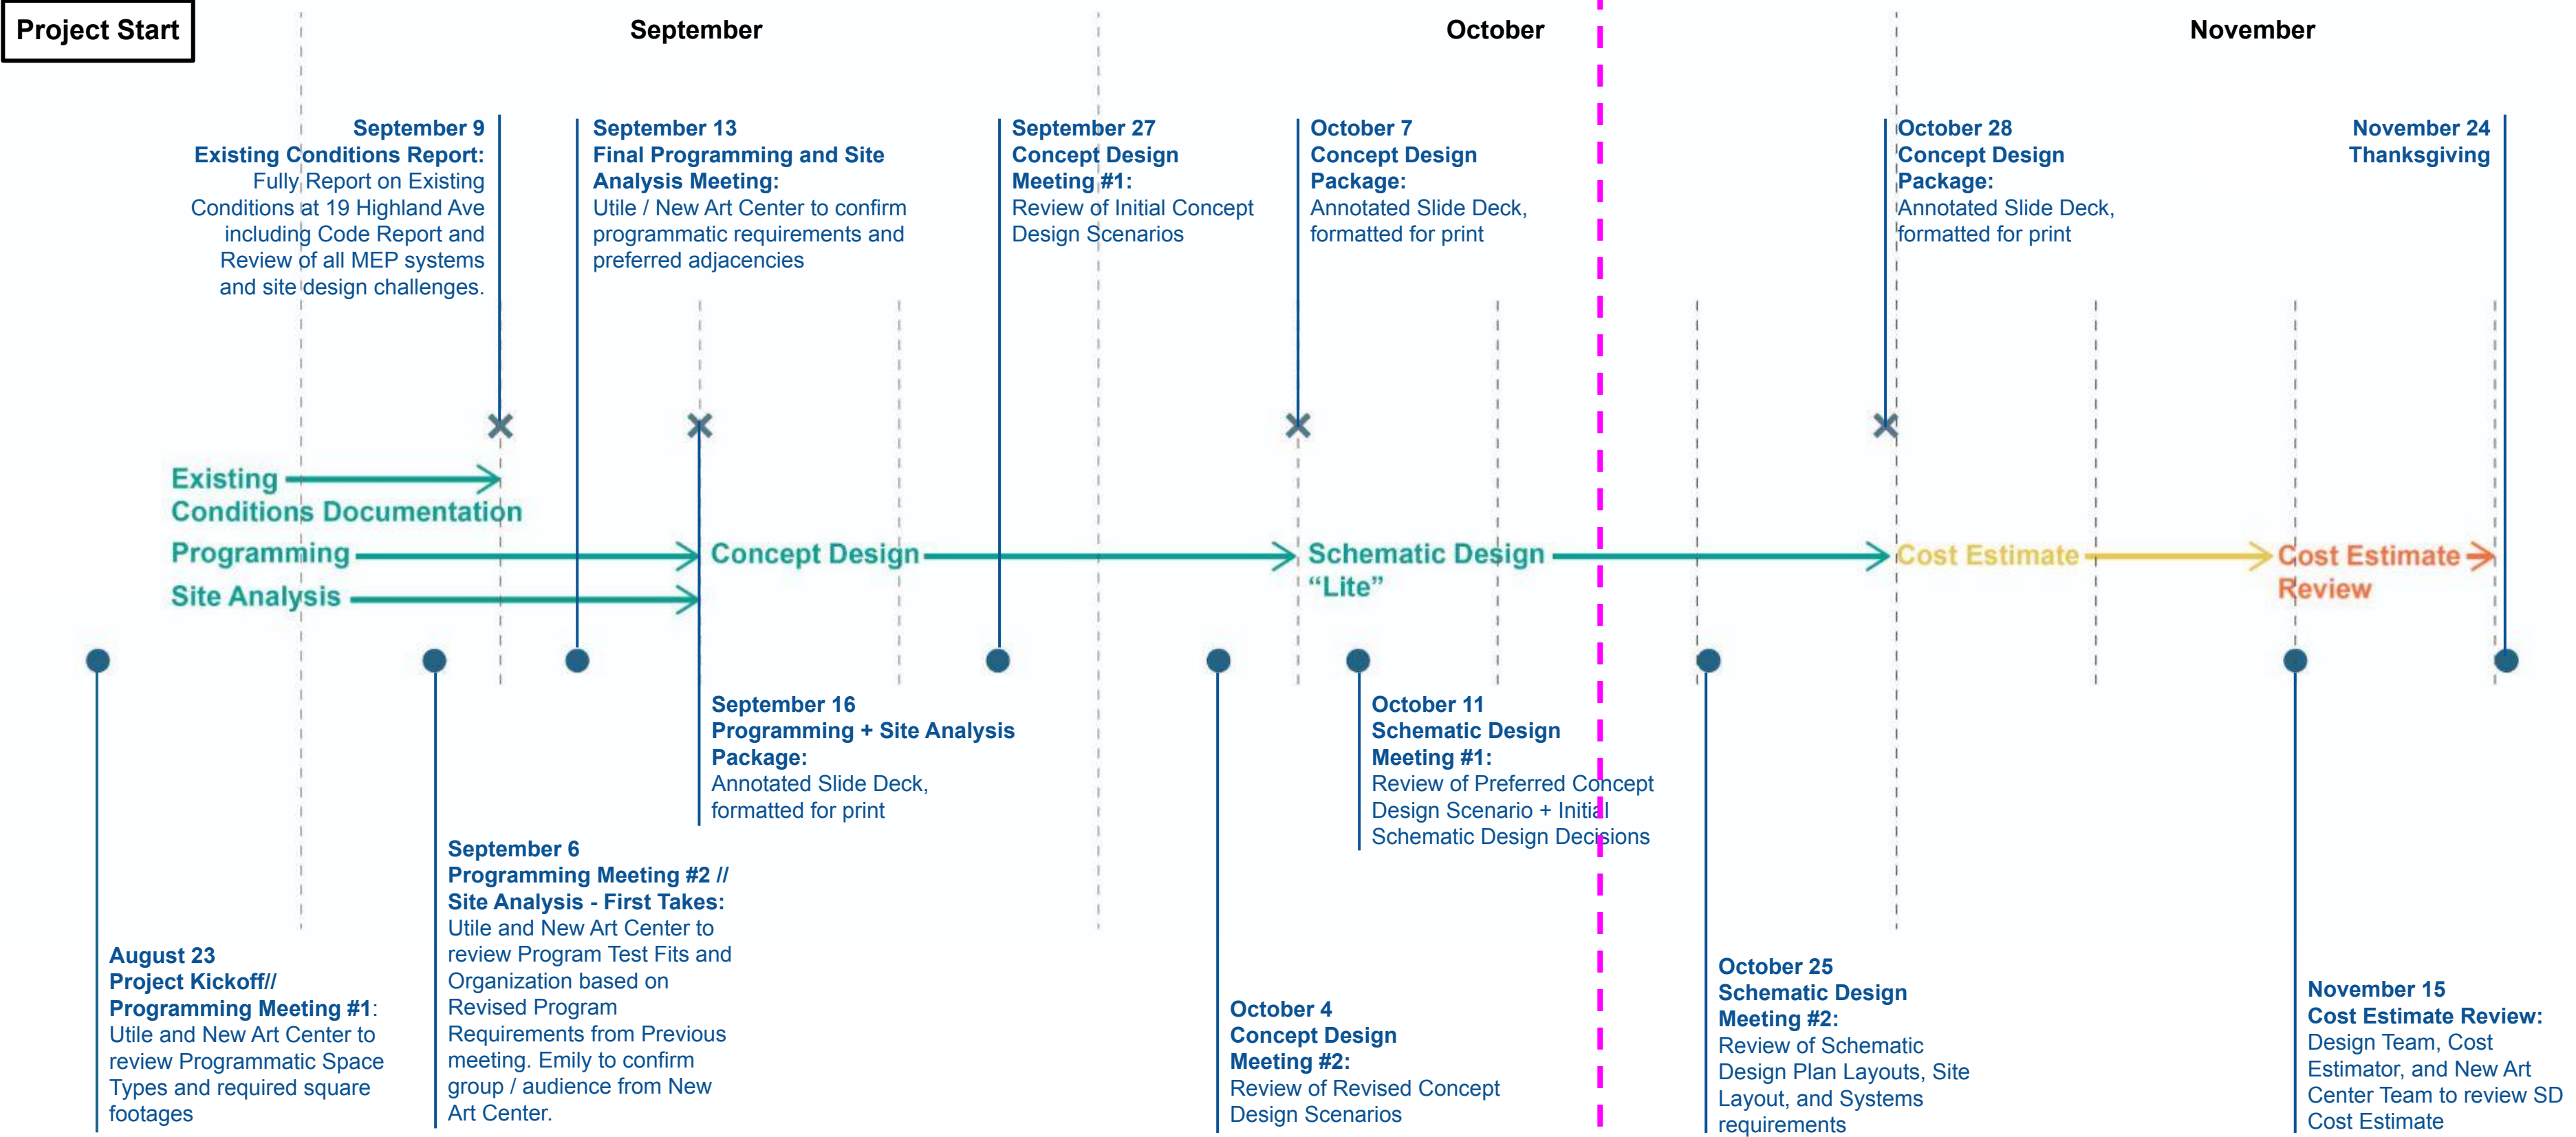 Project Start
September
October
November
September 9
Existing Conditions Report:
Fully Report on Existing
Conditions at 19 Highland Ave
including Code Report and
Review of all MEP systems
and site design challenges.
September 13
Final Programming and Site
Analysis Meeting:
Utile / New Art Center to confirm
programmatic requirements and
preferred adjacencies
September 27
Concept Design
Meeting #1:
Review of Initial Concept
Design Scenarios
October 7
Concept Design
Package:
Annotated Slide Deck,
formatted for print
October 28
Concept Design
Package:
Annotated Slide Deck,
formatted for print
November 24
Thanksgiving
Existing
Conditions Documentation
Programming
Site Analysis
Concept Design
Schematic Design
“Lite”
Cost Estimate
Cost Estimate
Review
August 23
Project Kickoff//
Programming Meeting #1:
Utile and New Art Center to
review Programmatic Space
Types and required square
footages
September 6
Programming Meeting #2 //
Site Analysis - First Takes:
Utile and New Art Center to
review Program Test Fits and
Organization based on
Revised Program
Requirements from Previous
meeting. Emily to confirm
group / audience from New
Art Center.
September 16
Programming + Site Analysis
Package:
Annotated Slide Deck,
formatted for print
October 4
Concept Design
Meeting #2:
Review of Revised Concept
Design Scenarios
October 11
Schematic Design
Meeting #1:
Review of Preferred Concept
Design Scenario + Initial
Schematic Design Decisions
October 25
Schematic Design
Meeting #2:
Review of Schematic
Design Plan Layouts, Site
Layout, and Systems
requirements
November 15
Cost Estimate Review:
Design Team, Cost
Estimator, and New Art
Center Team to review SD
Cost Estimate